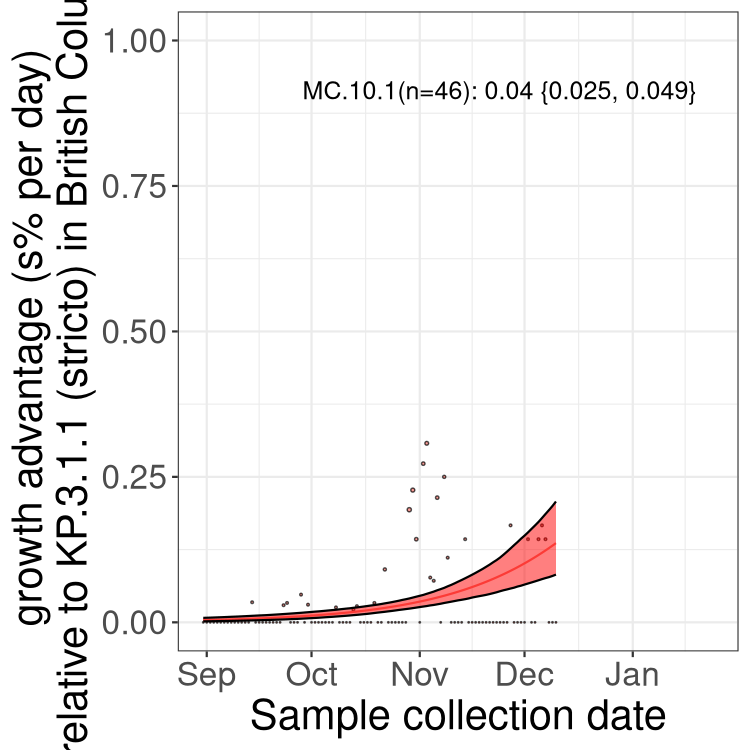 growth advantage (s% per day)
relative to KP.3.1.1 (stricto) in British Colu
1.00
0.75
0.50
0.25
0.00
MC.10.1(n=46): 0.04 {0.025, 0.049}
Sep Oct Nov Dec Jan
Sample collection date